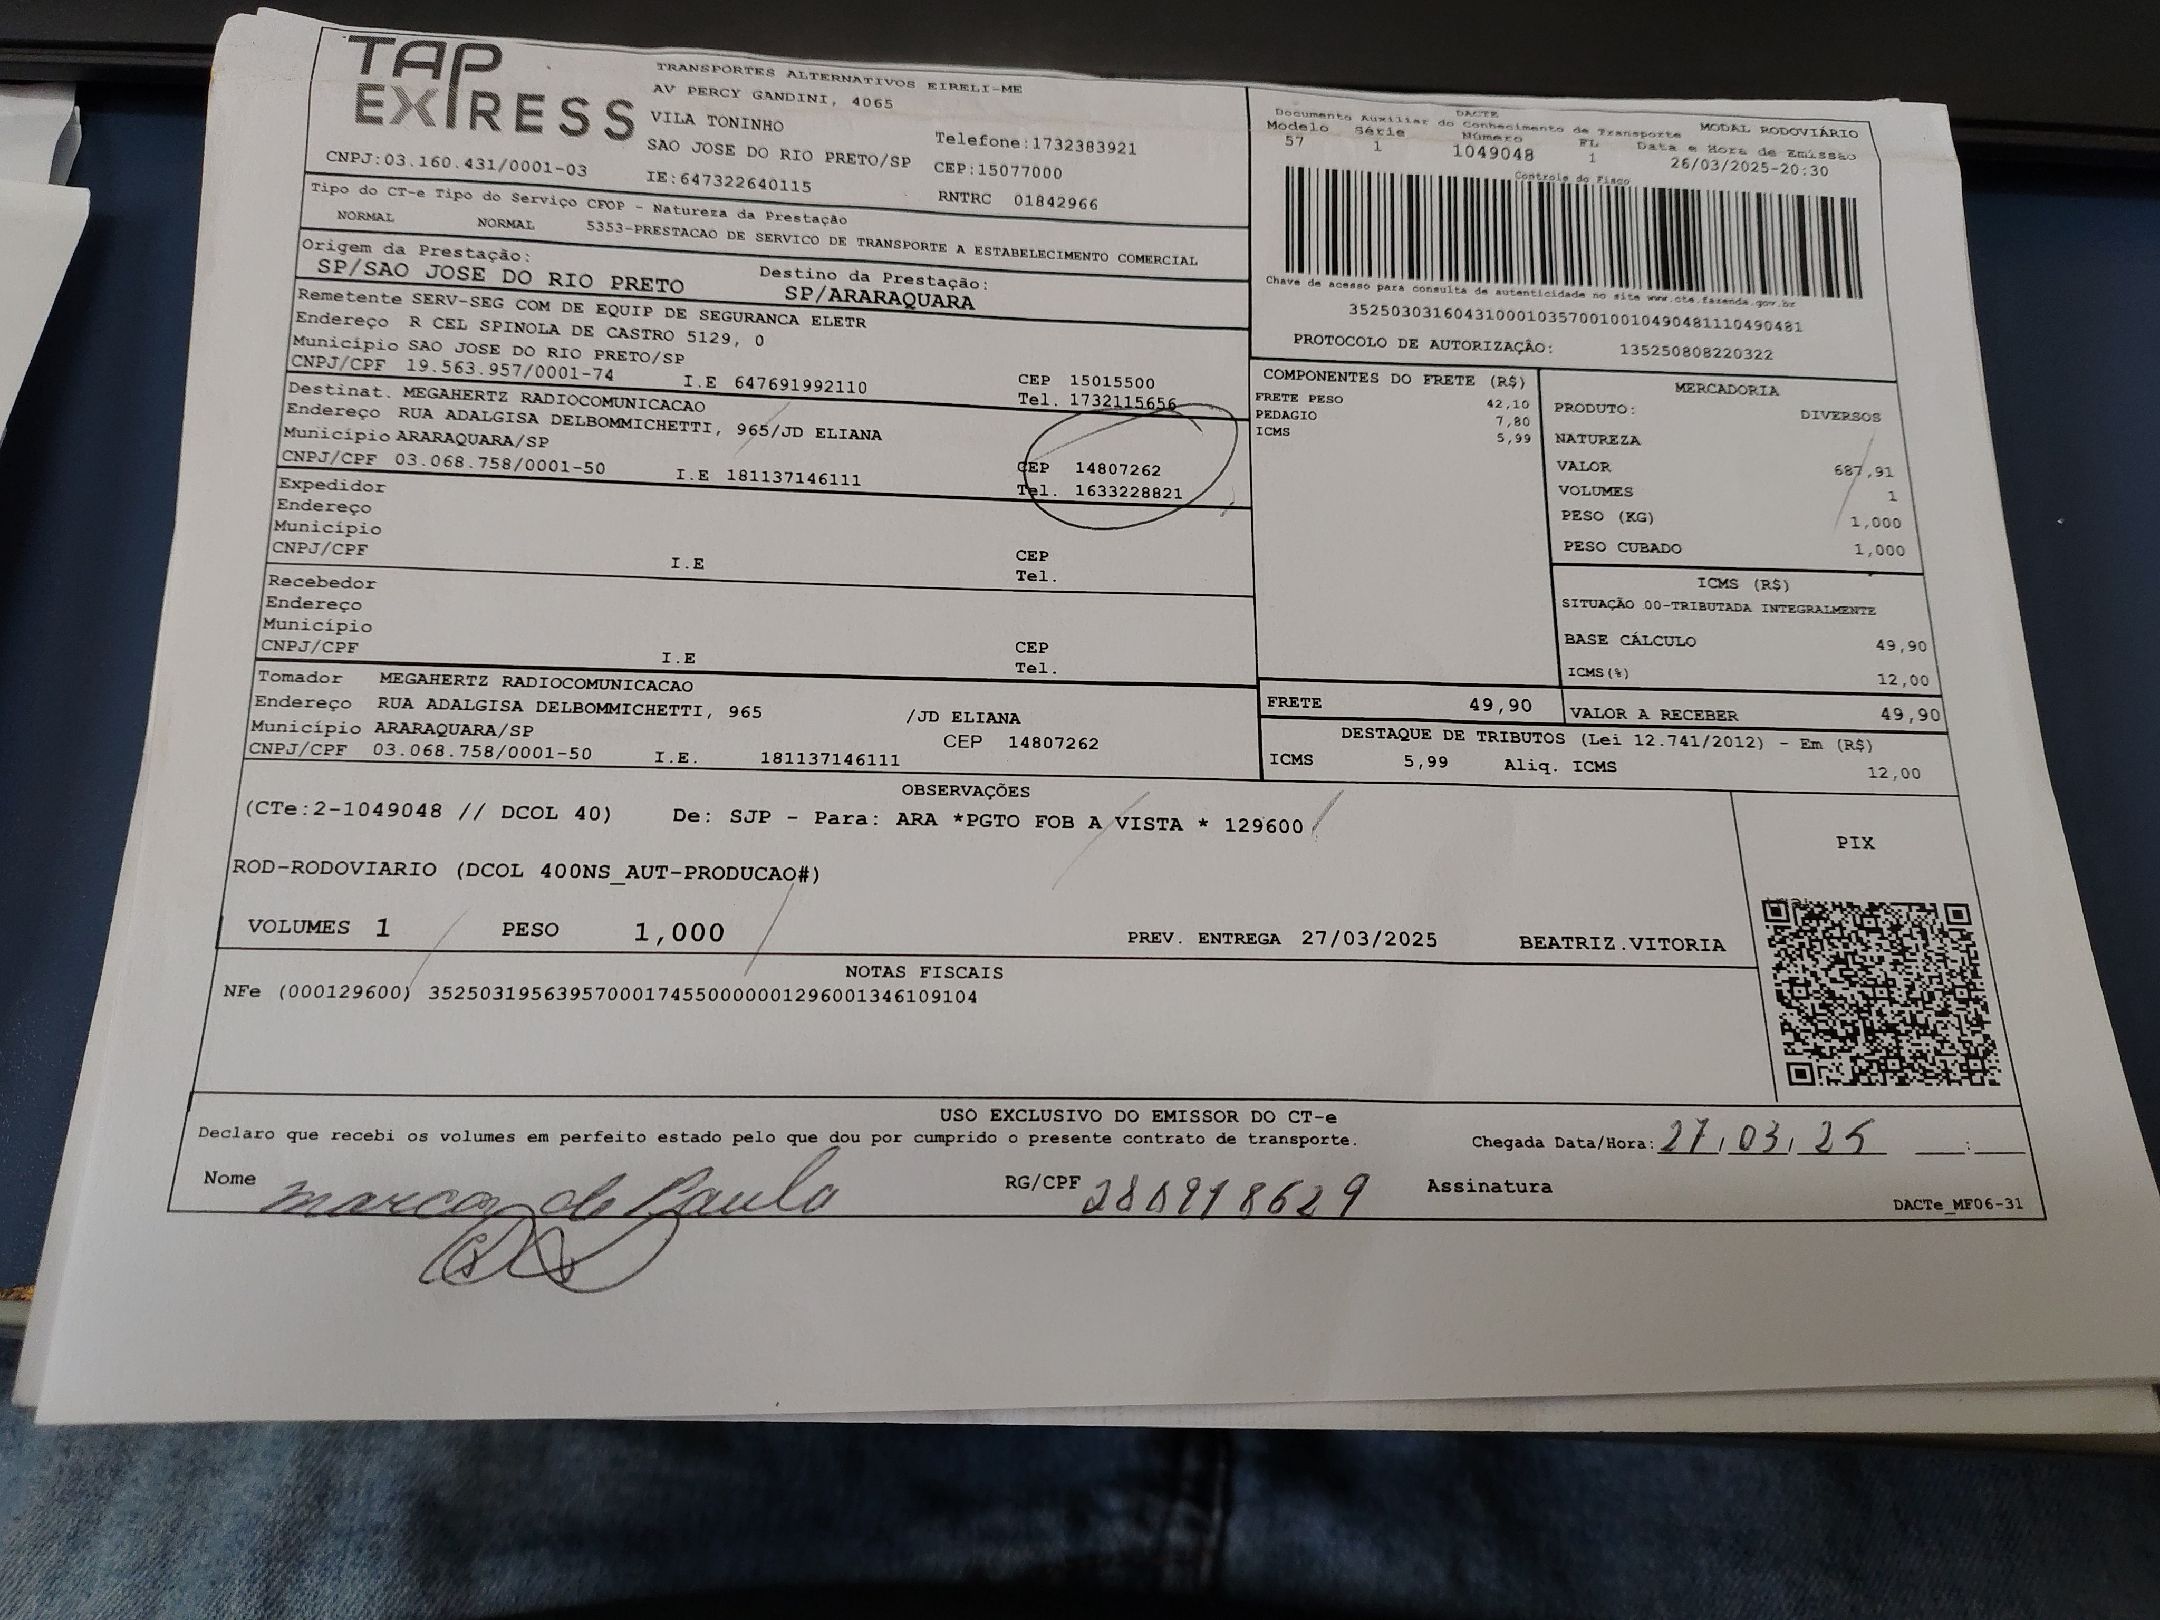 TAP EXPRESS
TRANSPORTES ALTERNATIVOS EIRELI-ME
AV PERCY GANDINI, 4065
VILA TONINHO
SAO JOSE DO RIO PRETO/SP
Telefone:1732383921
CEP:15077000
CNPJ:03.160.431/0001-03
IE:647322640115
RNTRC 01842966
DACTE
Documento Auxiliar do Conhecimento de Transporte
MODAL RODOVIÁRIO
Modelo Série Número FL Data e Hora de Emissão
57 1 1049048 1 26/03/2025-20:30
Controle do Fisco
Chave de acesso para consulta de autenticidade no site www.cte.fazenda.gov.br
35250303160431000103570010010490481110490481
PROTOCOLO DE AUTORIZAÇÃO: 135250808220322
Tipo do CT-e Tipo do Serviço CFOP - Natureza da Prestação
NORMAL NORMAL 5353-PRESTACAO DE SERVICO DE TRANSPORTE A ESTABELECIMENTO COMERCIAL
Origem da Prestação: Destino da Prestação:
SP/SAO JOSE DO RIO PRETO SP/ARARAQUARA
Remetente SERV-SEG COM DE EQUIP DE SEGURANCA ELETR
Endereço R CEL SPINOLA DE CASTRO 5129, 0
Município SAO JOSE DO RIO PRETO/SP CEP 15015500
CNPJ/CPF 19.563.957/0001-74 I.E 647691992110 Tel. 1732115656
Destinat. MEGAHERTZ RADIOCOMUNICACAO
Endereço RUA ADALGISA DELBOMMICHETTI, 965/JD ELIANA
Município ARARAQUARA/SP CEP 14807262
CNPJ/CPF 03.068.758/0001-50 I.E 181137146111 Tel. 1633228821
Expedidor
Endereço
Município CEP
CNPJ/CPF I.E Tel.
Recebedor
Endereço
Município CEP
CNPJ/CPF I.E Tel.
Tomador MEGAHERTZ RADIOCOMUNICACAO
Endereço RUA ADALGISA DELBOMMICHETTI, 965 /JD ELIANA
Município ARARAQUARA/SP CEP 14807262
CNPJ/CPF 03.068.758/0001-50 I.E. 181137146111
COMPONENTES DO FRETE (R$)
FRETE PESO 42,10
PEDAGIO 7,80
ICMS 5,99
MERCADORIA
PRODUTO: DIVERSOS
NATUREZA
VALOR 687,91
VOLUMES 1
PESO (KG) 1,000
PESO CUBADO 1,000
ICMS (R$)
SITUAÇÃO 00-TRIBUTADA INTEGRALMENTE
BASE CÁLCULO 49,90
ICMS(%) 12,00
FRETE 49,90 VALOR A RECEBER 49,90
DESTAQUE DE TRIBUTOS (Lei 12.741/2012) - Em (R$)
ICMS 5,99 Aliq. ICMS 12,00
OBSERVAÇÕES
(CTe:2-1049048 // DCOL 40) De: SJP - Para: ARA *PGTO FOB A VISTA * 129600
ROD-RODOVIARIO (DCOL 400NS_AUT-PRODUCAO#)
VOLUMES 1 PESO 1,000 PREV. ENTREGA 27/03/2025 BEATRIZ.VITORIA
PIX
NOTAS FISCAIS
NFe (000129600) 35250319563957000174550000001296001346109104
USO EXCLUSIVO DO EMISSOR DO CT-e
Declaro que recebi os volumes em perfeito estado pelo que dou por cumprido o presente contrato de transporte. Chegada Data/Hora: 27/03/25 __:__
Nome marcos de Paula RG/CPF 280918629 Assinatura
DACTe_MF06-31